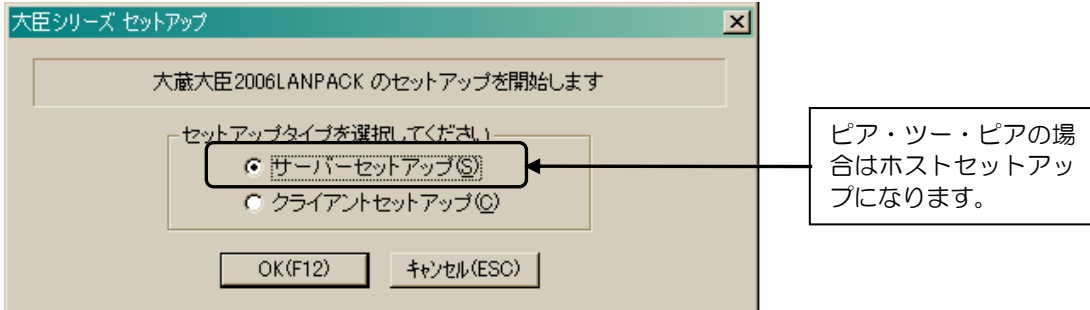 大臣シリーズ セットアップ
大蔵大臣2006LANPACK のセットアップを開始します
セットアップタイプを選択してください
サーバーセットアップ(S)
クライアントセットアップ(C)
OK(F12)
キャンセル(ESC)
ピア・ツー・ピアの場
合はホストセットアッ
プになります。